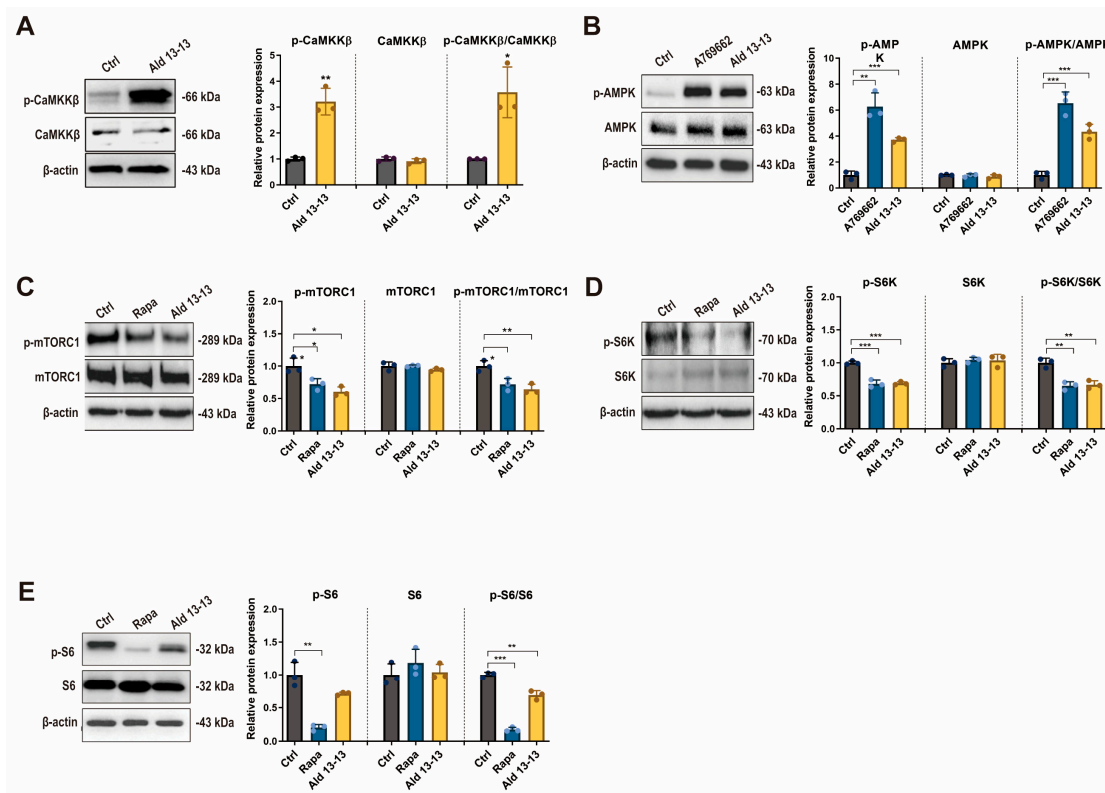 A
Ctrl
Ald 13-13
p-CaMKKβ
-66 kDa
CaMKKβ
-66 kDa
β-actin
-43 kDa
p-CaMKKβ
CaMKKβ
p-CaMKKβ/CaMKKβ
Relative protein expression
5
4
3
2
1
0
**
*
Ctrl
Ald 13-13
Ctrl
Ald 13-13
Ctrl
Ald 13-13
B
Ctrl
A769662
Ald 13-13
p-AMPK
-63 kDa
AMPK
-63 kDa
β-actin
-43 kDa
p-AMP
K
AMPK
p-AMPK/AMPK
Relative protein expression
10
8
6
4
2
0
***
**
***
***
Ctrl
A769662
Ald 13-13
Ctrl
A769662
Ald 13-13
Ctrl
A769662
Ald 13-13
C
Ctrl
Rapa
Ald 13-13
p-mTORC1
-289 kDa
mTORC1
-289 kDa
β-actin
-43 kDa
p-mTORC1
mTORC1
p-mTORC1/mTORC1
Relative protein expression
2.0
1.5
1.0
0.5
0.0
*
*
*
**
*
Ctrl
Rapa
Ald 13-13
Ctrl
Rapa
Ald 13-13
Ctrl
Rapa
Ald 13-13
D
Ctrl
Rapa
Ald 13-13
p-S6K
-70 kDa
S6K
-70 kDa
β-actin
-43 kDa
p-S6K
S6K
p-S6K/S6K
Relative protein expression
2.0
1.5
1.0
0.5
0.0
***
***
**
**
Ctrl
Rapa
Ald 13-13
Ctrl
Rapa
Ald 13-13
Ctrl
Rapa
Ald 13-13
E
Ctrl
Rapa
Ald 13-13
p-S6
-32 kDa
S6
-32 kDa
β-actin
-43 kDa
p-S6
S6
p-S6/S6
Relative protein expression
2.0
1.5
1.0
0.5
0.0
**
**
***
Ctrl
Rapa
Ald 13-13
Ctrl
Rapa
Ald 13-13
Ctrl
Rapa
Ald 13-13